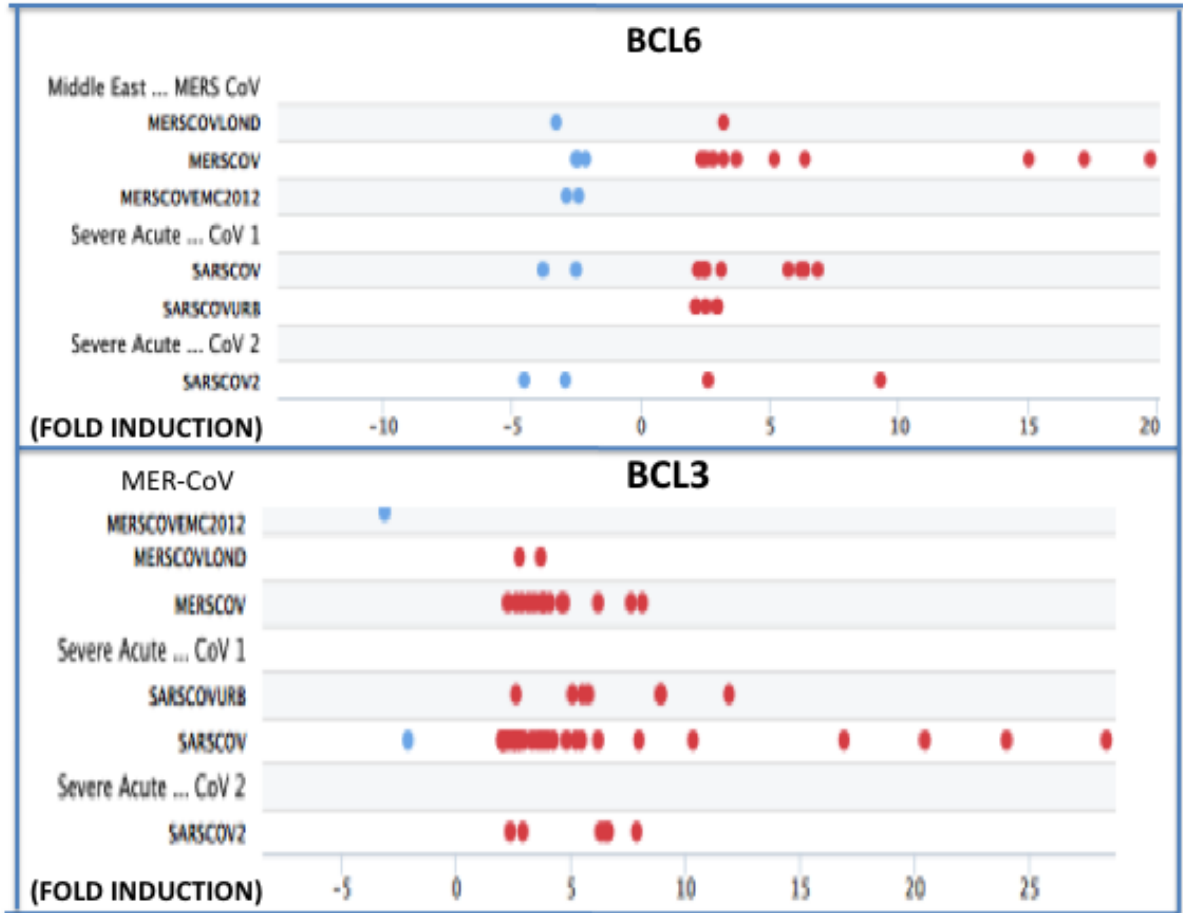 BCL6
Middle East ... MERS CoV
MERSCOVLOND
MERSCOV
MERSCOVEMC2012
Severe Acute ... CoV 1
SARSCOV
SARSCOVURB
Severe Acute ... CoV 2
SARSCOV2
-10 -5 0 5 10 15 20
(FOLD INDUCTION)
BCL3
MER-CoV
MERSCOVEMC2012
MERSCOVLOND
MERSCOV
Severe Acute ... CoV 1
SARSCOVURB
SARSCOV
Severe Acute ... CoV 2
SARSCOV2
(FOLD INDUCTION) -5 0 5 10 15 20 25